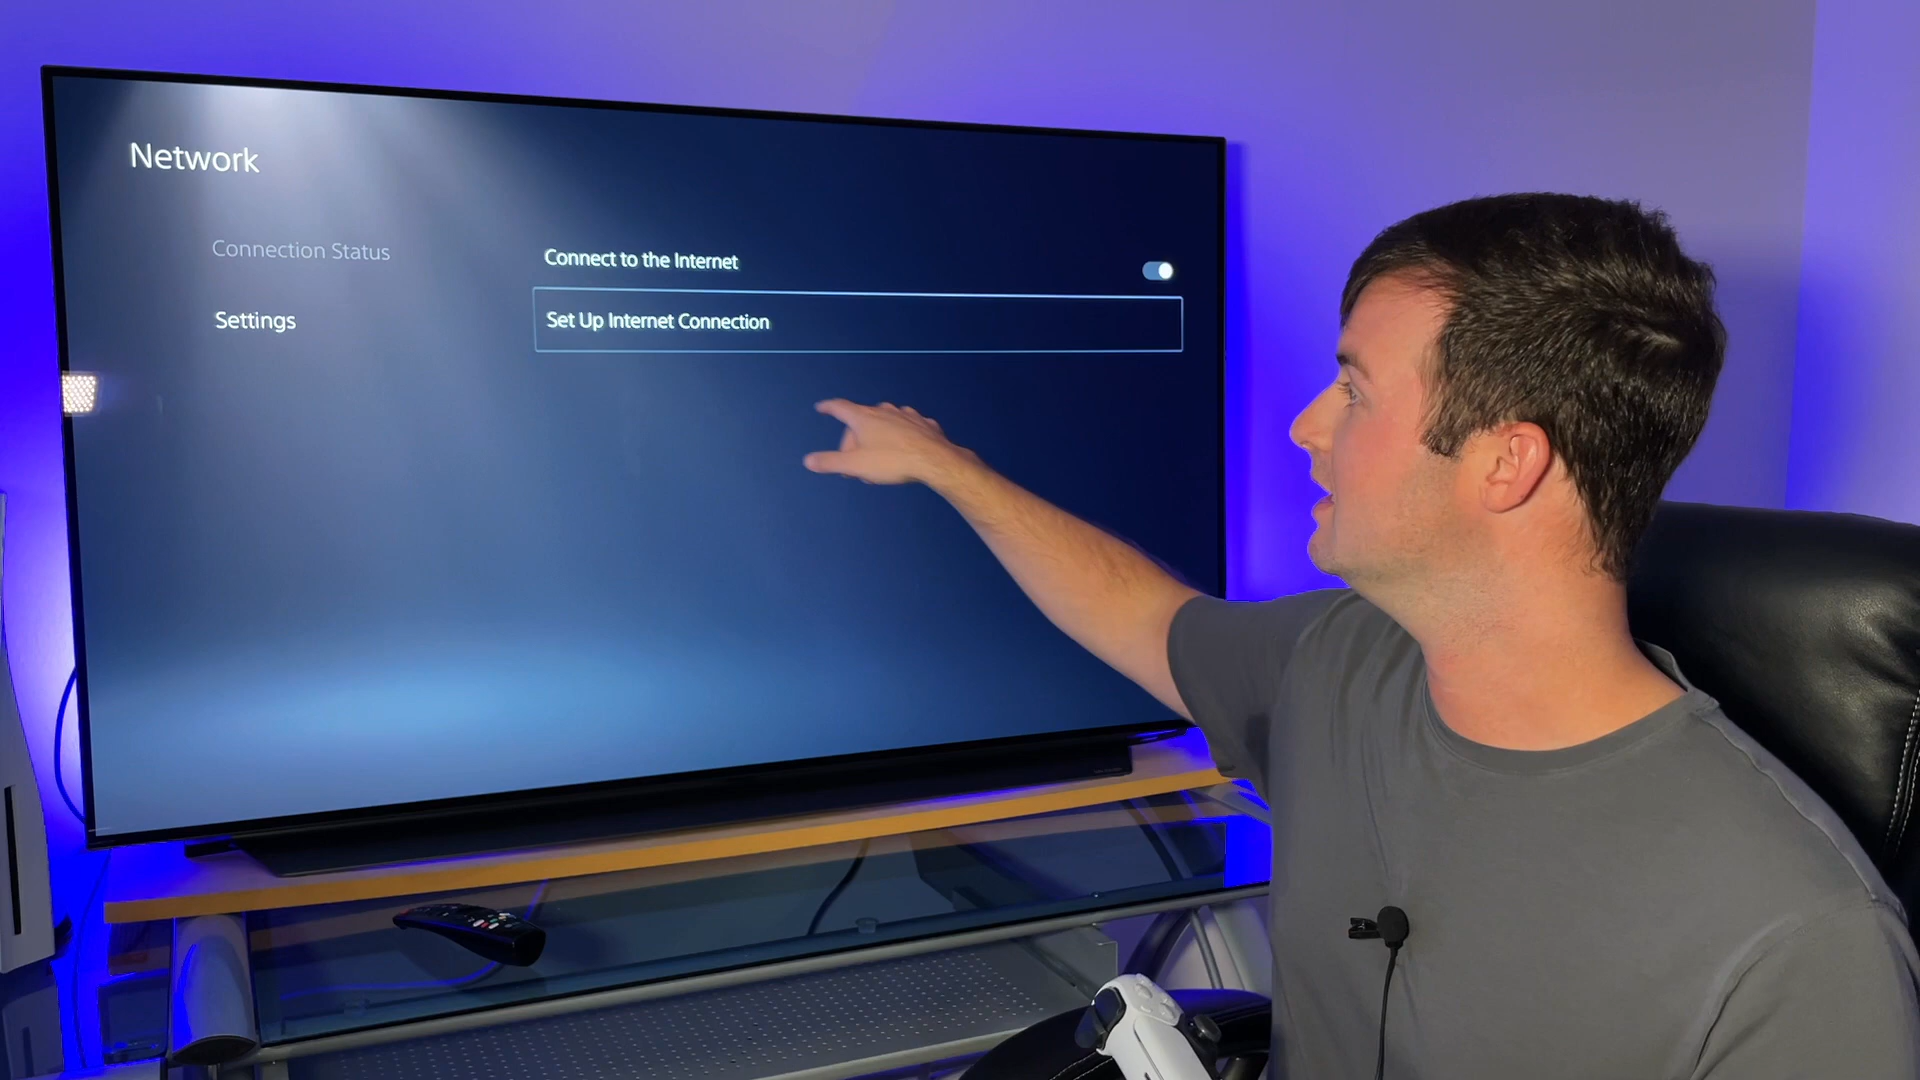 Network
Connection Status
Settings
Connect to the Internet
Set Up Internet Connection